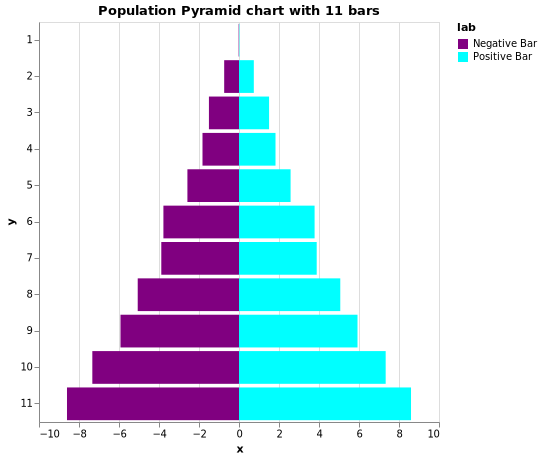 Population Pyramid chart with 11 bars
lab
Negative Bar
Positive Bar
y
1
2
3
4
5
6
7
8
9
10
11
−10 −8 −6 −4 −2 0 2 4 6 8 10
x